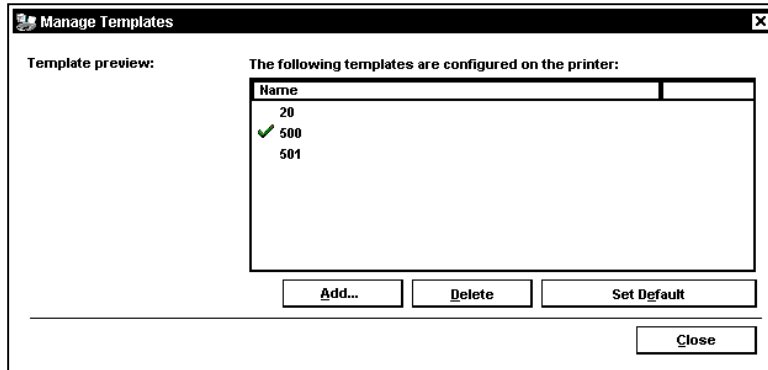 Manage Templates
Template preview:
The following templates are configured on the printer:
Name
20
500
501
Add...
Delete
Set Default
Close